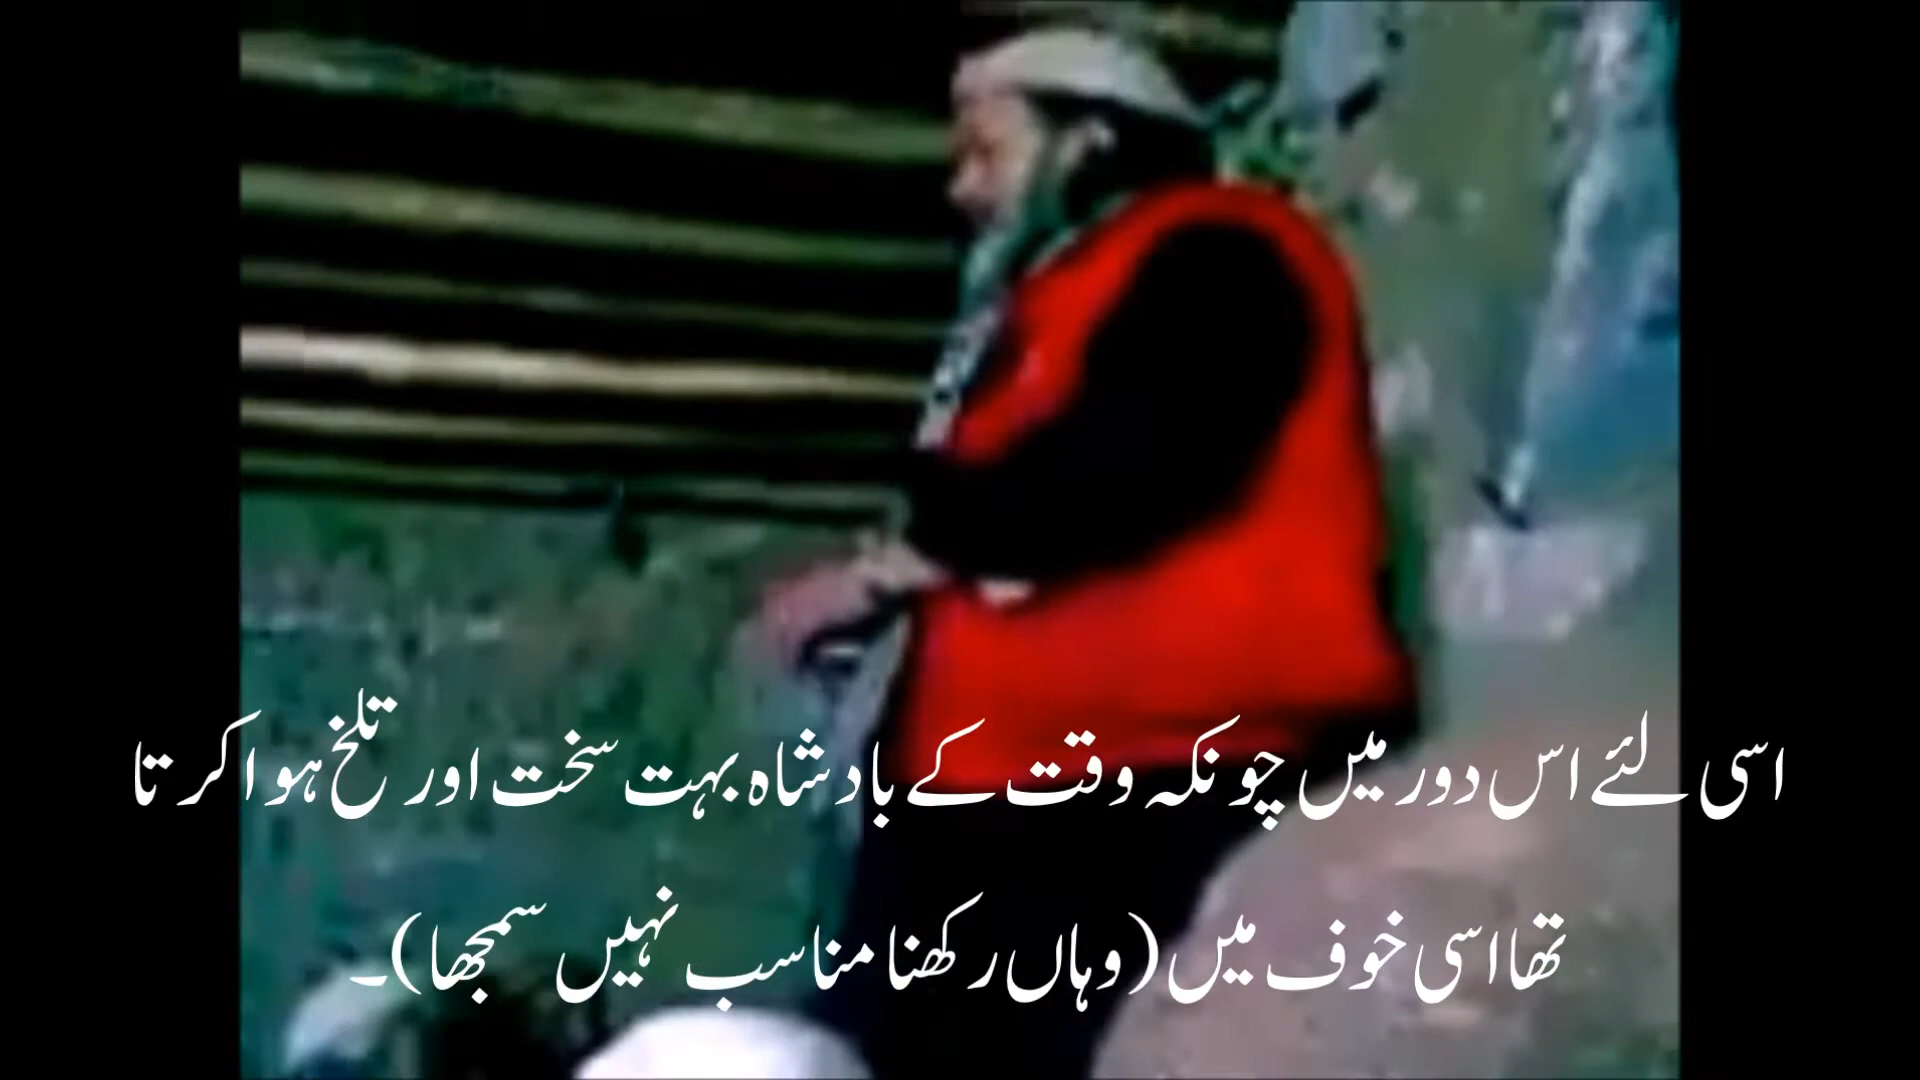 اسی لئے اس دور میں چونکہ وقت کے بادشاہ بہت سخت اور تلخ ہوا کرتا
تھا اسی خوف میں (وہاں رکھنا مناسب نہیں سمجھا)۔